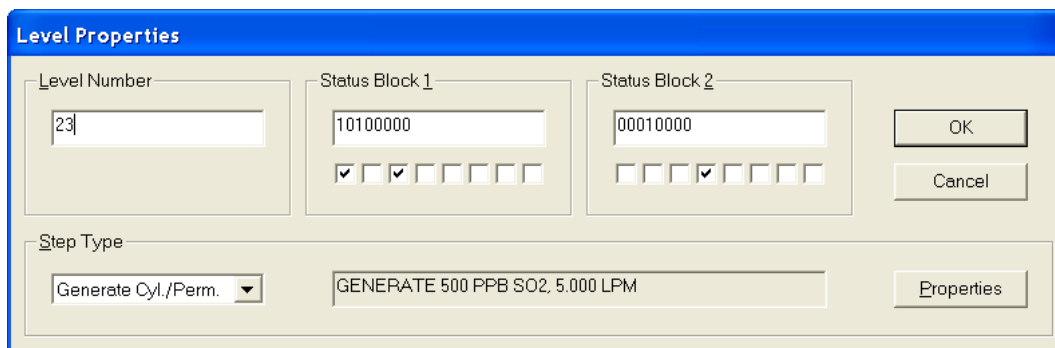 Level Properties
Level Number
Status Block 1
Status Block 2
23
10100000
00010000
OK
Cancel
Step Type
Generate Cyl./Perm.
GENERATE 500 PPB SO2, 5.000 LPM
Properties